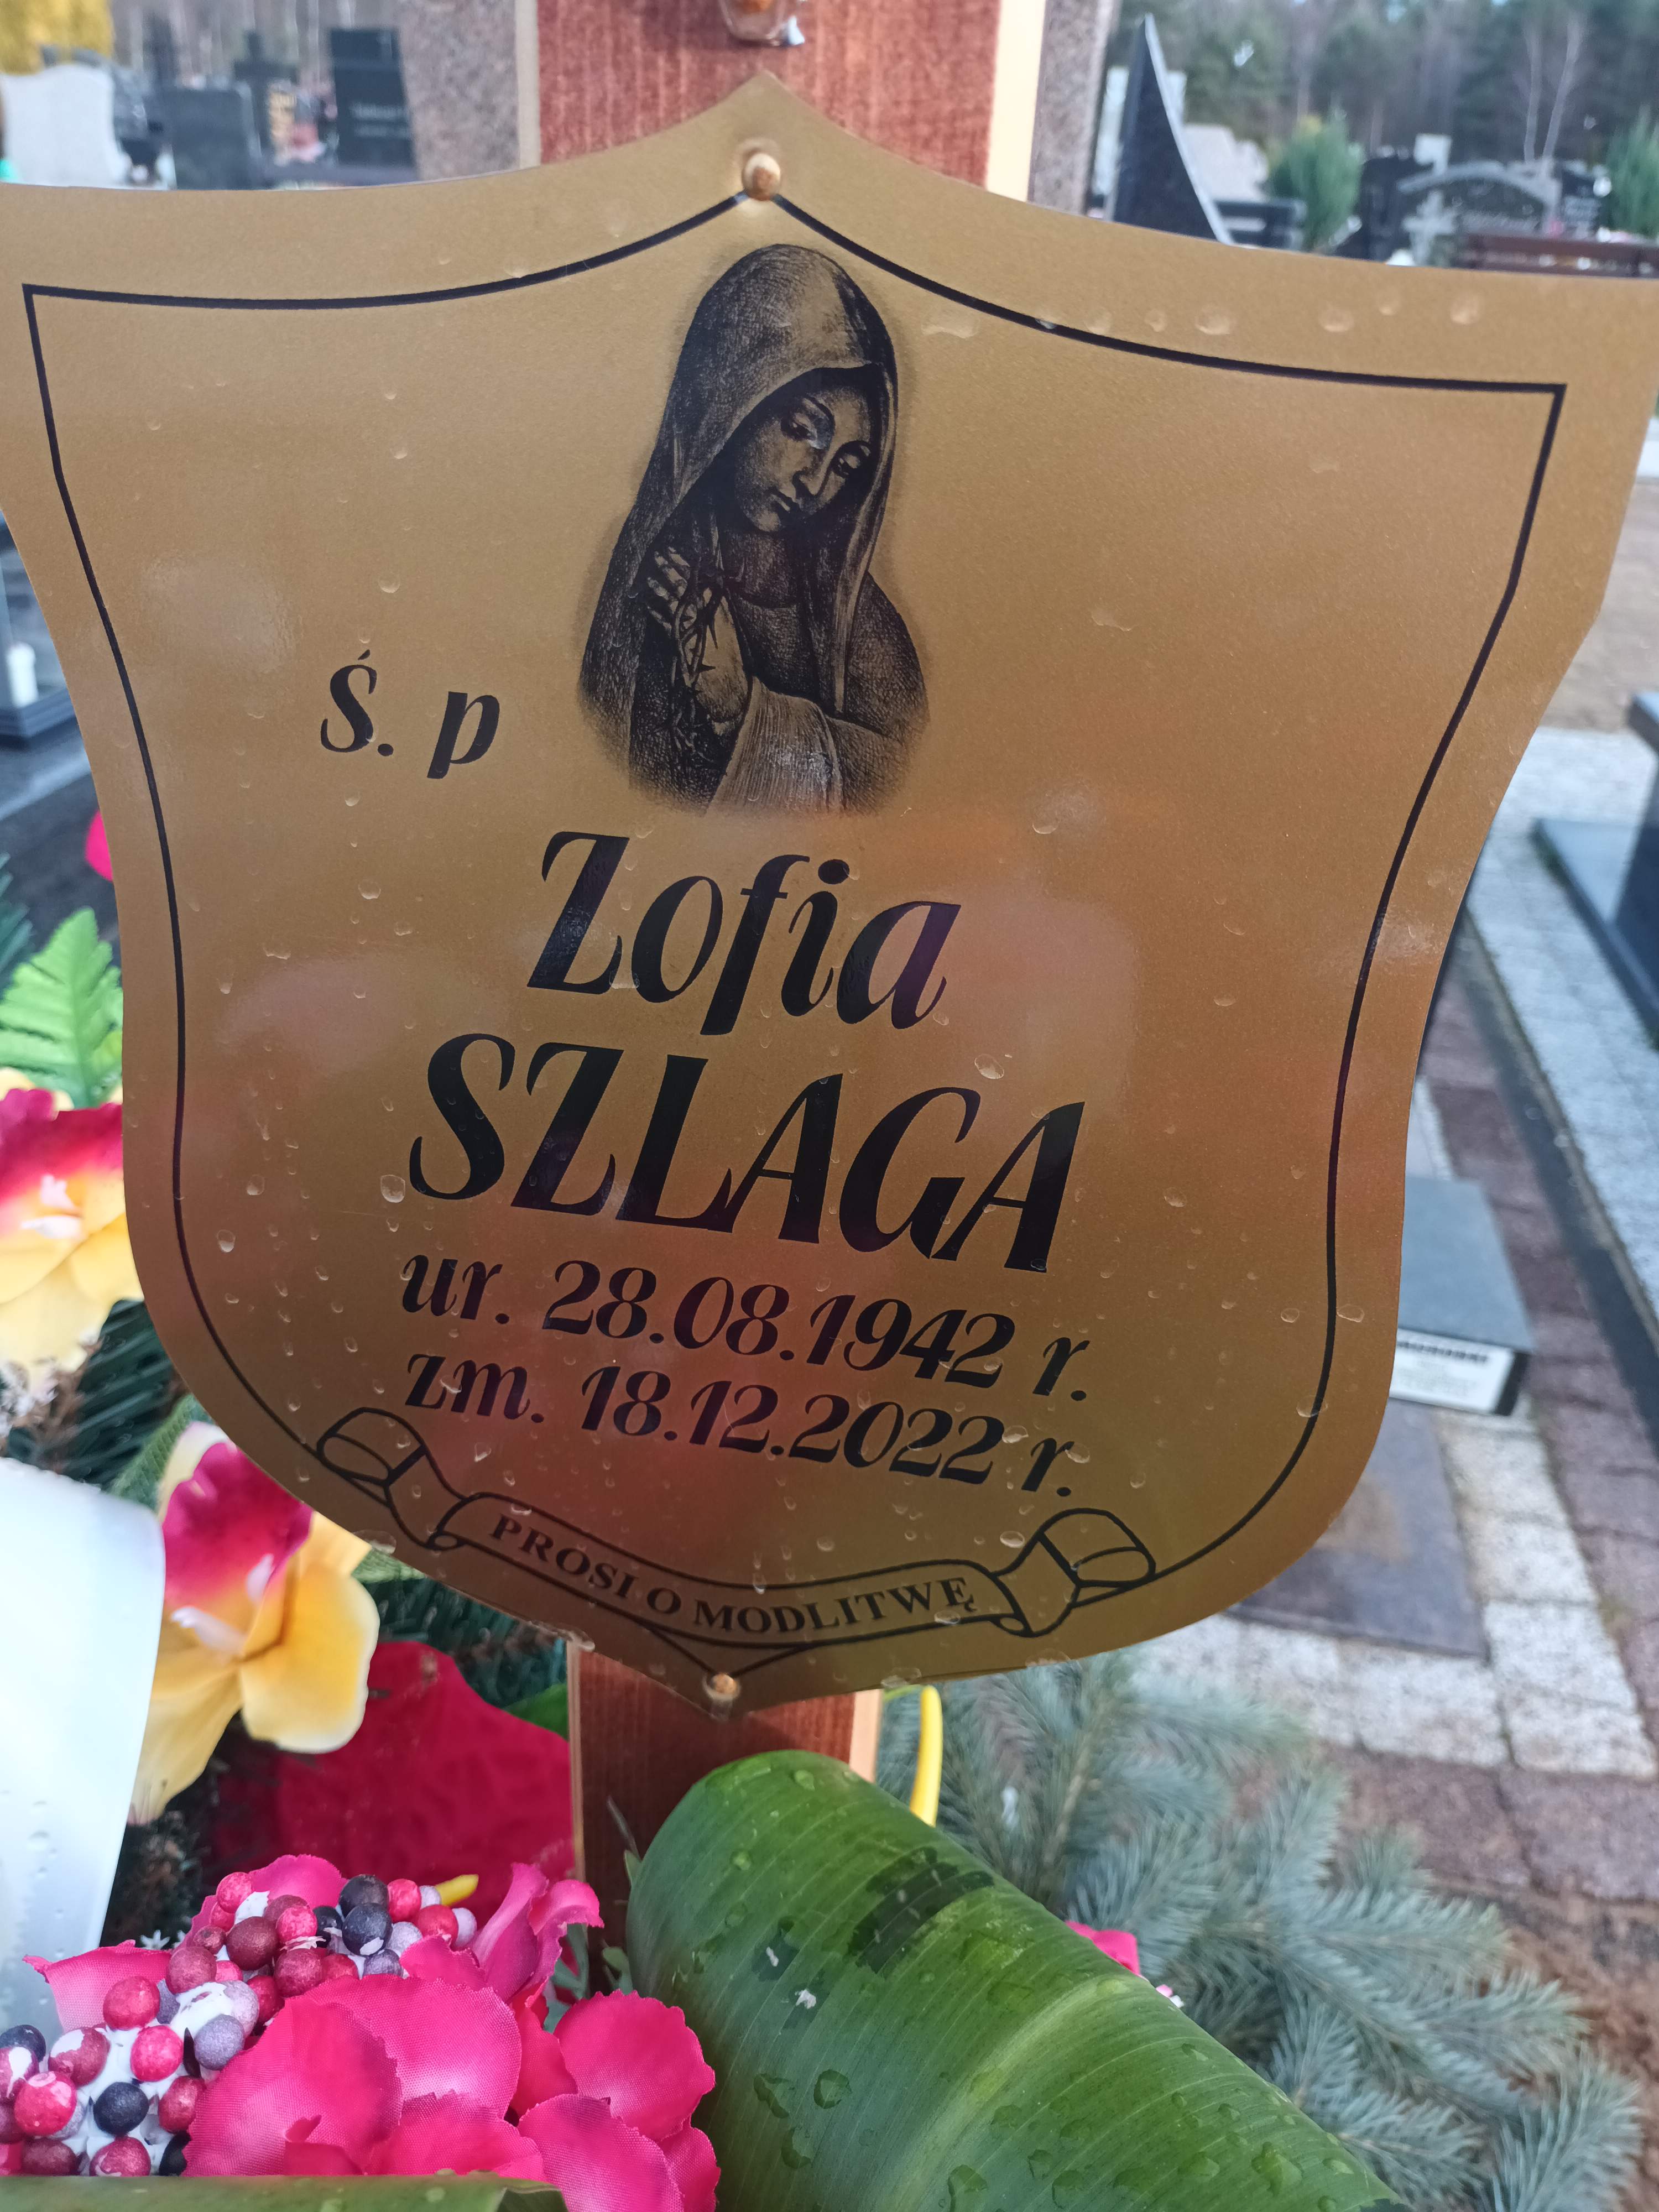 Ś. p
Zofia
SZLAGA
ur. 28.08.1942 r.
zm. 18.12.2022 r.
PROSI O MODLITWĘ